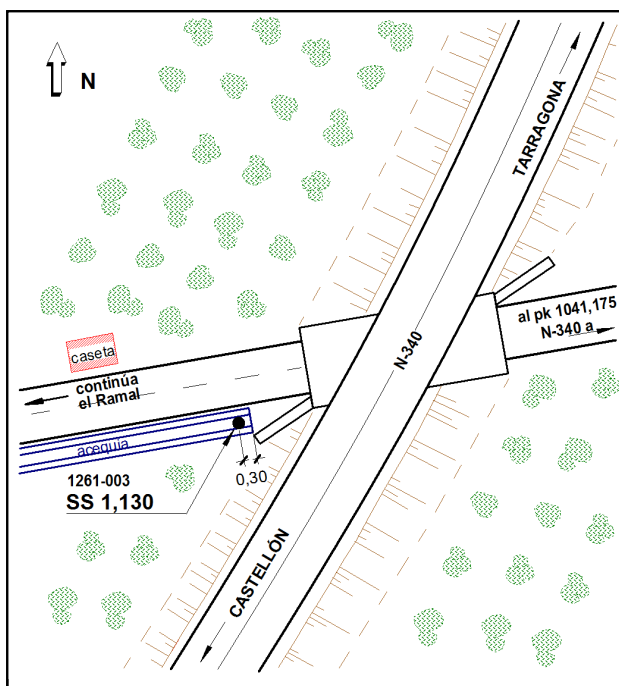 N
TARRAGONA
al pk 1041,175
N-340 a
N-340
caseta
continúa
el Ramal
acequia
1261-003
SS 1,130
0,30
CASTELLÓN